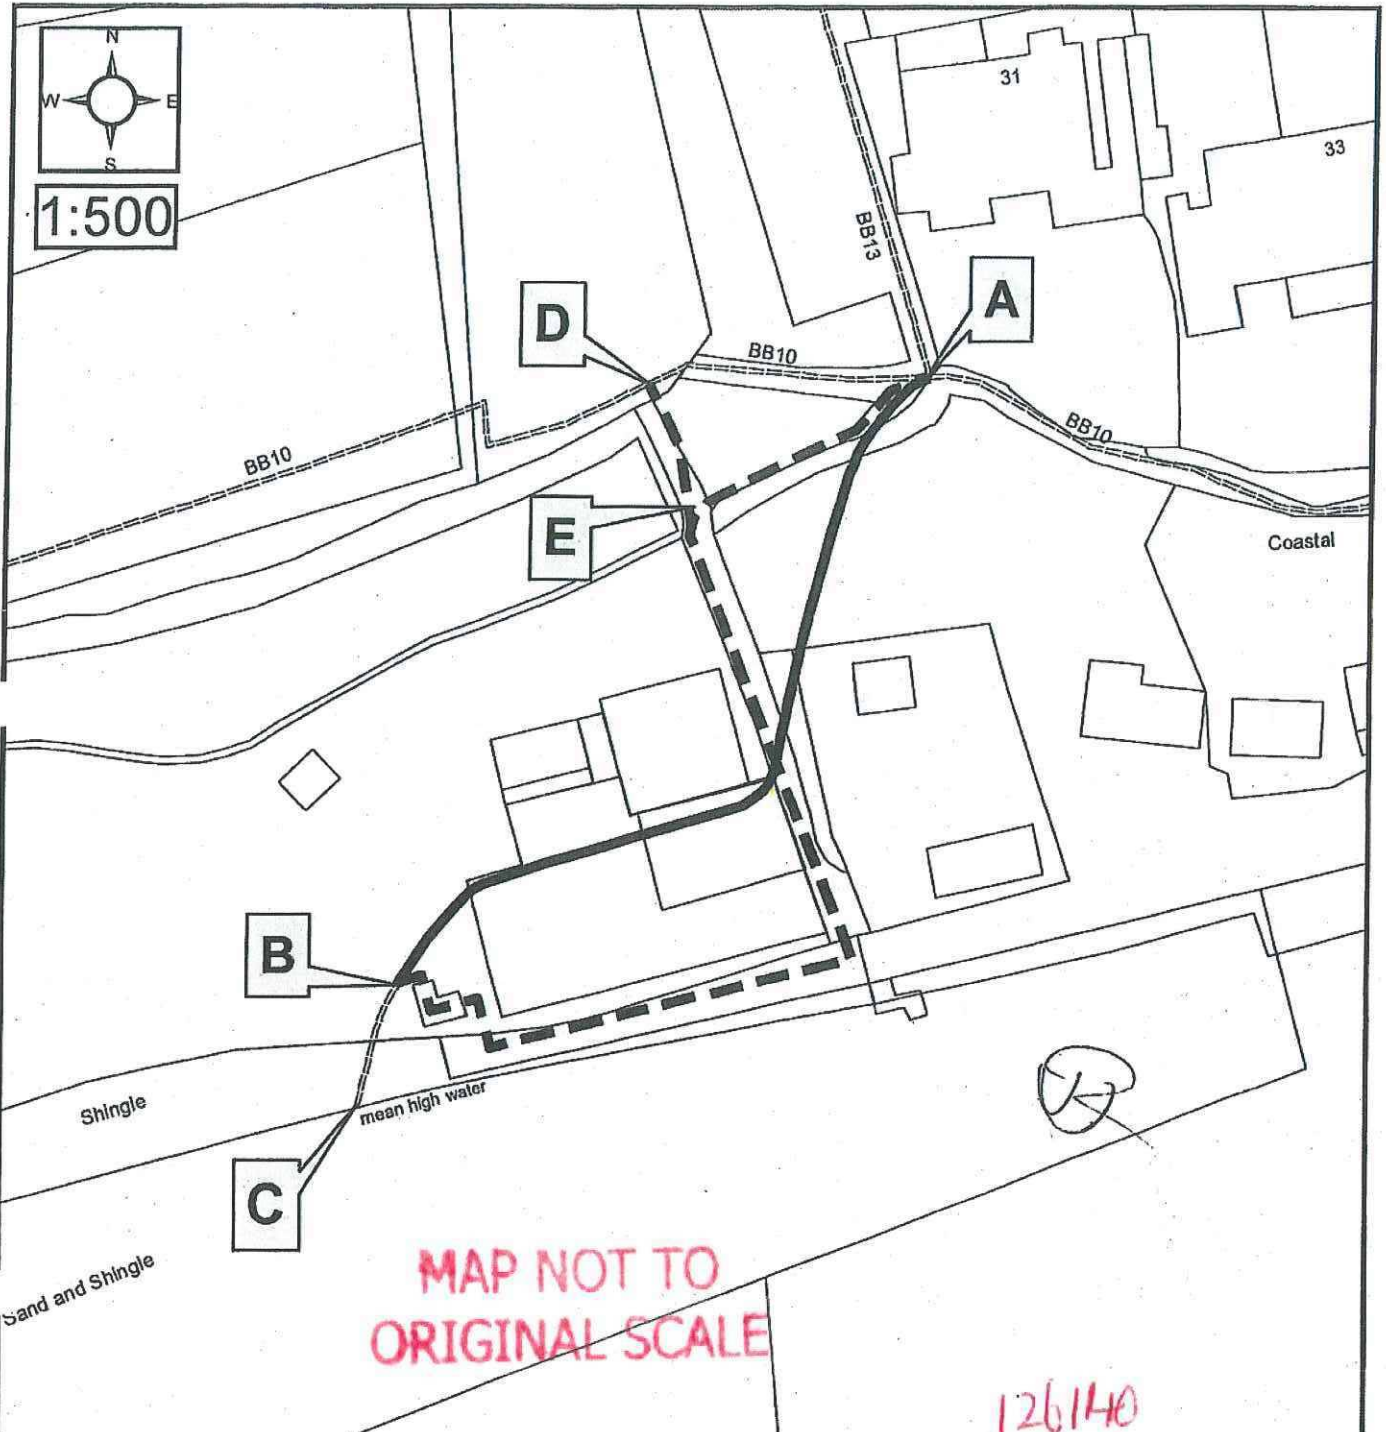 N
W E
S
1:500
31
33
BB13
A
D
BB10
BB10
BB10
E
Coastal
B
Shingle
mean high water
C
Sand and Shingle
MAP NOT TO
ORIGINAL SCALE
126140